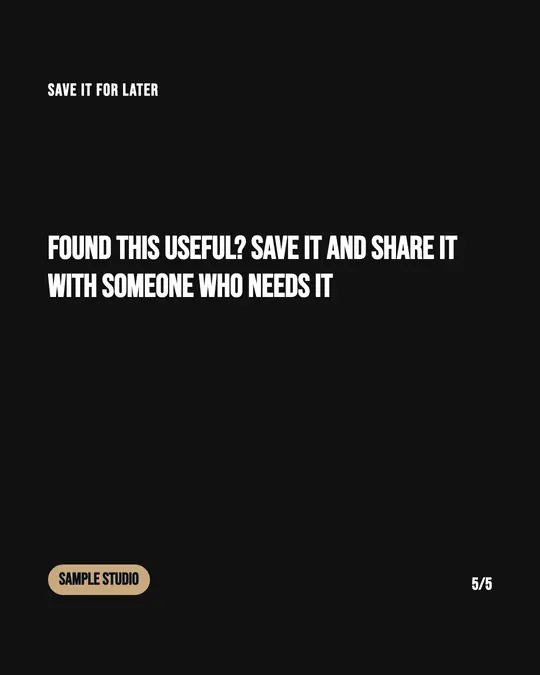 SAVE IT FOR LATER
FOUND THIS USEFUL? SAVE IT AND SHARE IT
WITH SOMEONE WHO NEEDS IT
SAMPLE STUDIO
5/5